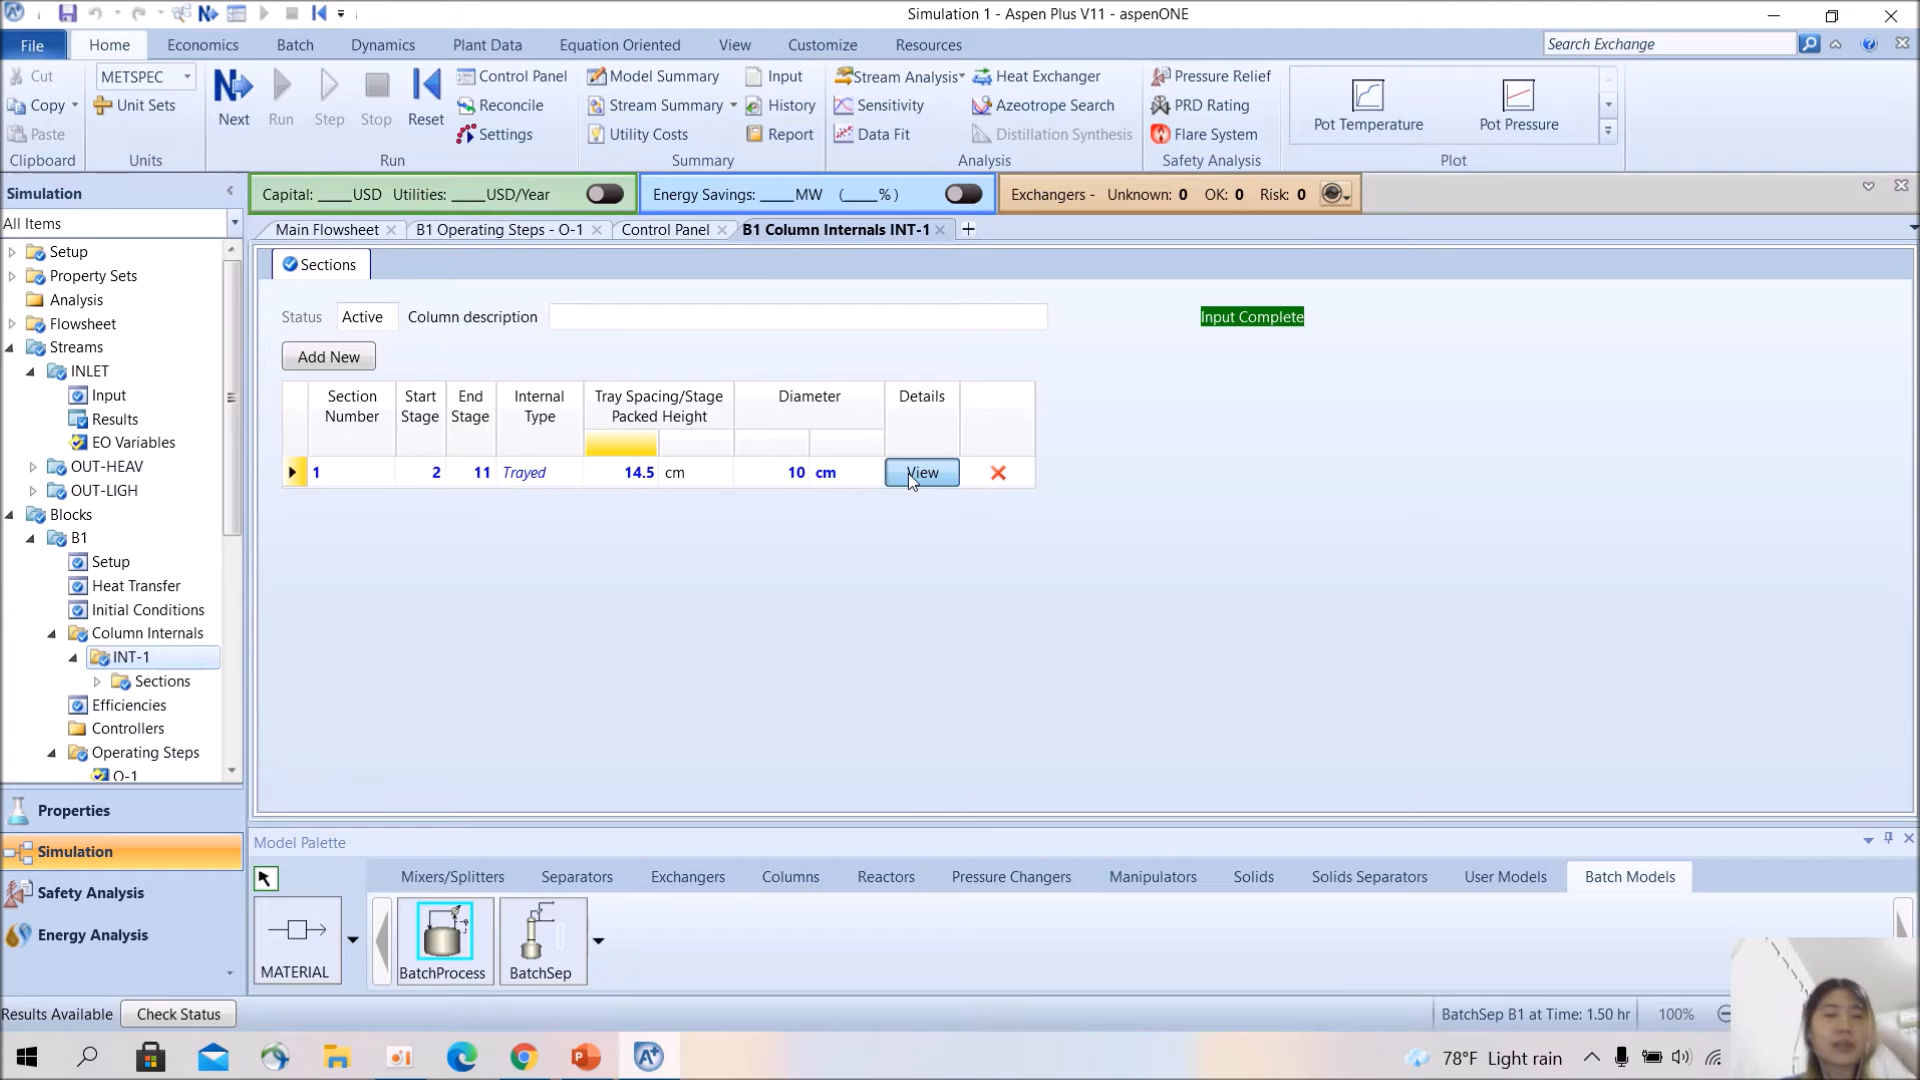 Simulation 1 - Aspen Plus V11 - aspenONE
File Home Economics Batch Dynamics Plant Data Equation Oriented View Customize Resources Search Exchange
Cut METSPEC Control Panel Model Summary Input Stream Analysis Heat Exchanger Pressure Relief
Copy Unit Sets Reconcile Stream Summary History Sensitivity Azeotrope Search PRD Rating
Next Run Step Stop Reset Pot Temperature Pot Pressure
Paste Settings Utility Costs Report Data Fit Distillation Synthesis Flare System
Clipboard Units Run Summary Analysis Safety Analysis Plot
Simulation
Capital: ____USD Utilities: ____USD/Year Energy Savings: ____MW (____%) Exchangers - Unknown: 0 OK: 0 Risk: 0
All Items
Main Flowsheet B1 Operating Steps - O-1 Control Panel B1 Column Internals INT-1
Setup
Property Sets
Analysis
Flowsheet
Streams
INLET
Input
Results
EO Variables
OUT-HEAV
OUT-LIGH
Blocks
B1
Setup
Heat Transfer
Initial Conditions
Column Internals
INT-1
Sections
Efficiencies
Controllers
Operating Steps
O-1
Properties
Simulation
Safety Analysis
Energy Analysis
Sections
Status Active Column description Input Complete
Add New
Section Number Start Stage End Stage Internal Type Tray Spacing/Stage Packed Height Diameter Details
1 2 11 Trayed 14.5 cm 10 cm View
Model Palette
Mixers/Splitters Separators Exchangers Columns Reactors Pressure Changers Manipulators Solids Solids Separators User Models Batch Models
MATERIAL BatchProcess BatchSep
Results Available Check Status BatchSep B1 at Time: 1.50 hr 100%
78°F Light rain